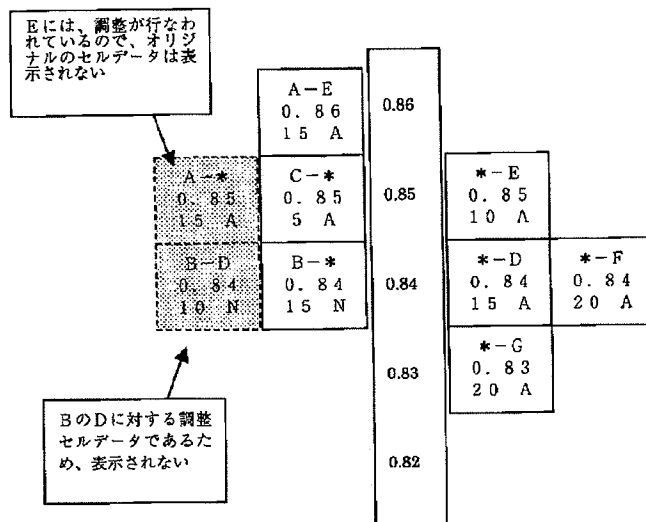 Eには、調整が行なわ
れているので、オリジ
ナルのセルデータは表
示されない
A-E
0.86
15 A
A-*
0.85
15 A
C-*
0.85
5 A
B-D
0.84
10 N
B-*
0.84
15 N
0.86
0.85
0.84
0.83
0.82
*-E
0.85
10 A
*-D
0.84
15 A
*-F
0.84
20 A
*-G
0.83
20 A
BのDに対する調整
セルデータであるた
め、表示されない